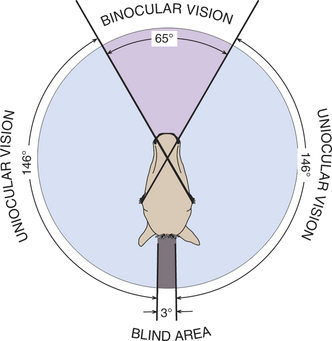 BINOCULAR VISION
65°
UNIOCULAR VISION
146°
146°
UNIOCULAR VISION
3°
BLIND AREA